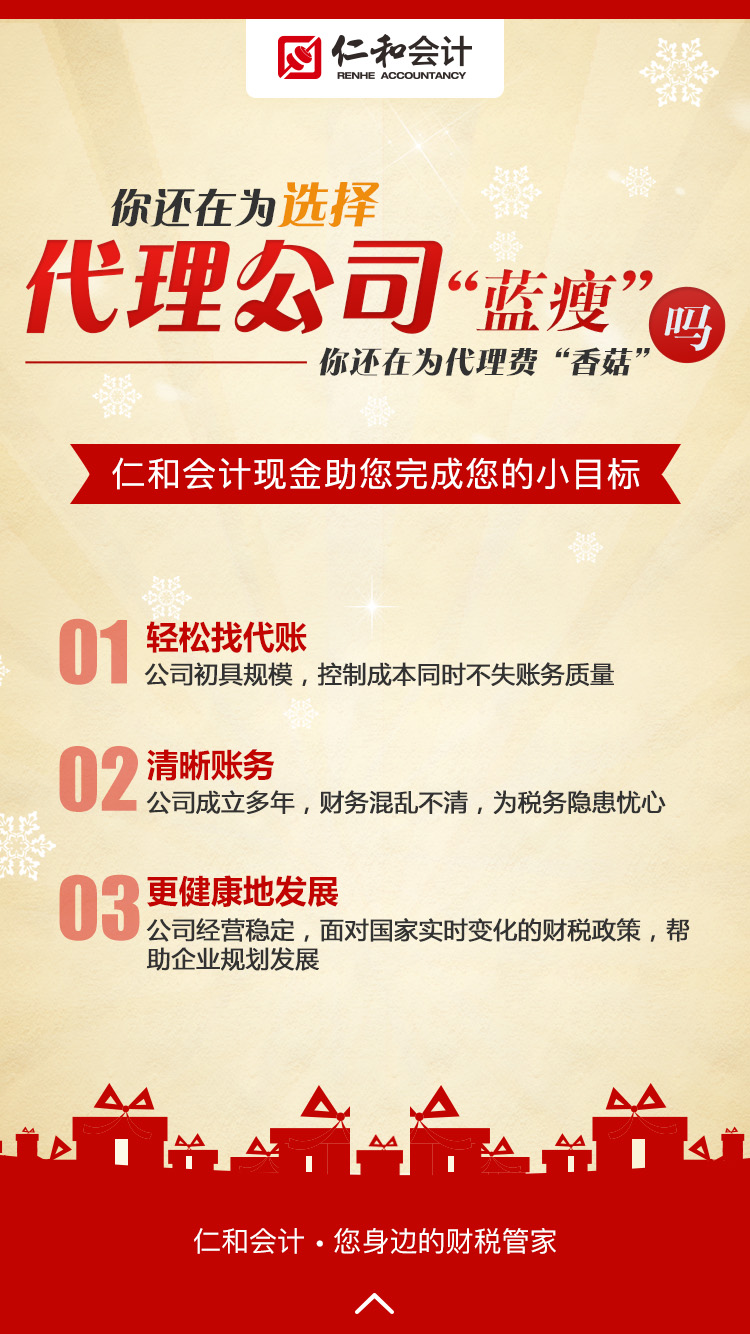 仁和会计
RENHE ACCOUNTANCY
你还在为选择
代理公司“蓝瘦”吗
你还在为代理费“香菇”
仁和会计现金助您完成您的小目标
01 轻松找代账
公司初具规模，控制成本同时不失账务质量
02 清晰账务
公司成立多年，财务混乱不清，为税务隐患忧心
03 更健康地发展
公司经营稳定，面对国家实时变化的财税政策，帮
助企业规划发展
仁和会计·您身边的财税管家